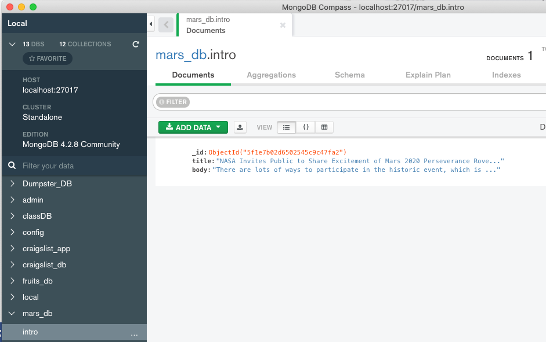 MongoDB Compass - localhost:27017/mars_db.intro
Local
13 DBS 12 COLLECTIONS
FAVORITE
HOST
localhost:27017
CLUSTER
Standalone
EDITION
MongoDB 4.2.8 Community
Filter your data
Dumpster_DB
admin
classDB
config
craigslist_app
craigslist_db
fruits_db
local
mars_db
intro
...
mars_db.intro
Documents
mars_db.intro
DOCUMENTS 1
Documents Aggregations Schema Explain Plan Indexes
FILTER
ADD DATA VIEW {}
_id:ObjectId("5f1e7b02d6502545c9c47fa2")
title:"NASA Invites Public to Share Excitement of Mars 2020 Perseverance Rove..."
body:"There are lots of ways to participate in the historic event, which is ..."